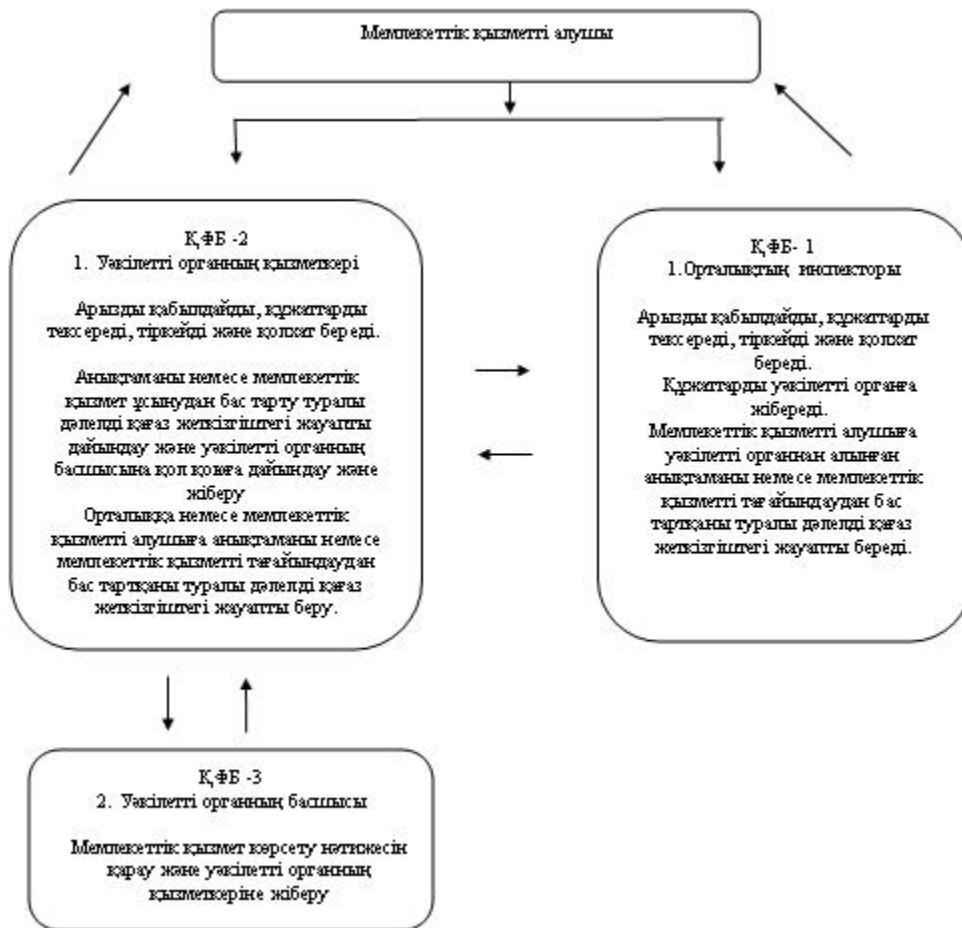 Мемлекеттік қызметті алушы
ҚФБ -2
1. Уәкілетті органның қызметкері
Арызды қабылдайды, құжаттарды
тексереді, тіркейді және қолхат береді.
Анықтаманы немесе мемлекеттік
қызмет ұсынудан бас тарту туралы
дәлелді қағаз жеткізгіштегі жауапты
дайындау және уәкілетті органның
басшысына қол қоюға дайындау және
жіберу
Орталыққа немесе мемлекеттік
қызметті алушыға анықтаманы немесе
мемлекеттік қызметті тағайындаудан
бас тартқаны туралы дәлелді қағаз
жеткізгіштегі жауапты беру.
ҚФБ- 1
1.Орталықтың инспекторы
Арызды қабылдайды, құжаттарды
тексереді, тіркейді және қолхат
береді.
Құжаттарды уәкілетті органға
жібереді.
Мемлекеттік қызметті алушыға
уәкілетті органнан алынған
анықтаманы немесе мемлекеттік
қызметті тағайындаудан бас
тартқаны туралы дәлелді қағаз
жеткізгіштегі жауапты береді.
ҚФБ -3
2. Уәкілетті органның басшысы
Мемлекеттік қызмет көрсету нәтижесін
қарау және уәкілетті органның
қызметкеріне жіберу